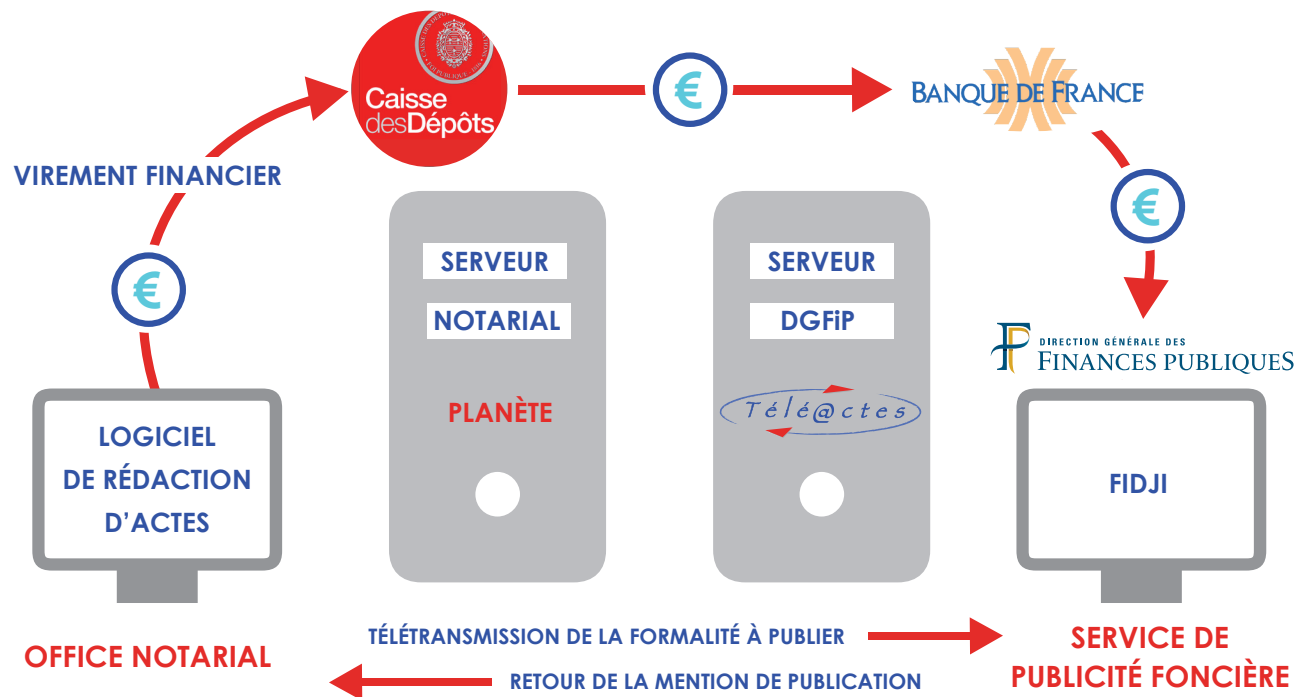 Caisse
desDépôts
€
BANQUE DE FRANCE
VIREMENT FINANCIER
€
€
SERVEUR
NOTARIAL
PLANÈTE
SERVEUR
DGFiP
Télé@ctes
DIRECTION GÉNÉRALE DES
FINANCES PUBLIQUES
LOGICIEL
DE RÉDACTION
D'ACTES
FIDJI
OFFICE NOTARIAL
TÉLÉTRANSMISSION DE LA FORMALITÉ À PUBLIER
RETOUR DE LA MENTION DE PUBLICATION
SERVICE DE
PUBLICITÉ FONCIÈRE